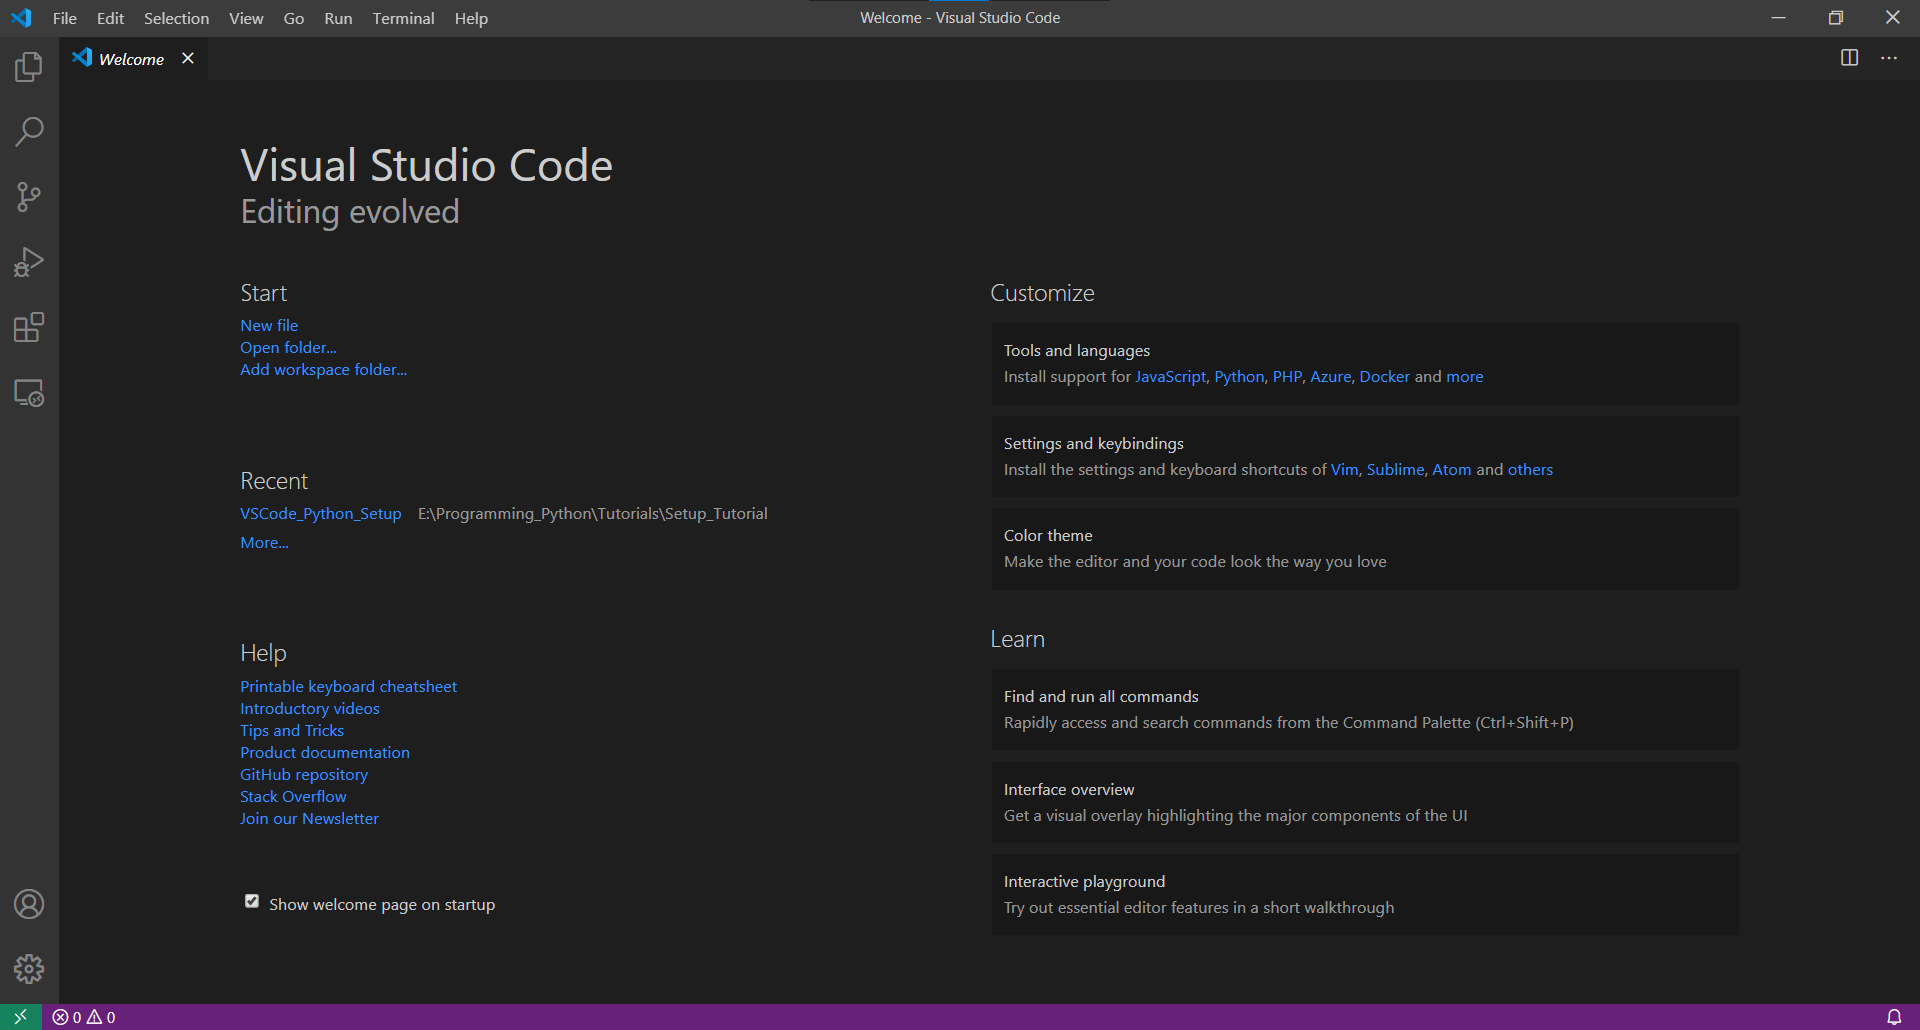 File Edit Selection View Go Run Terminal Help
Welcome - Visual Studio Code
Welcome
Visual Studio Code
Editing evolved
Start
New file
Open folder...
Add workspace folder...
Recent
VSCode_Python_Setup E:\Programming_Python\Tutorials\Setup_Tutorial
More...
Help
Printable keyboard cheatsheet
Introductory videos
Tips and Tricks
Product documentation
GitHub repository
Stack Overflow
Join our Newsletter
Show welcome page on startup
Customize
Tools and languages
Install support for JavaScript, Python, PHP, Azure, Docker and more
Settings and keybindings
Install the settings and keyboard shortcuts of Vim, Sublime, Atom and others
Color theme
Make the editor and your code look the way you love
Learn
Find and run all commands
Rapidly access and search commands from the Command Palette (Ctrl+Shift+P)
Interface overview
Get a visual overlay highlighting the major components of the UI
Interactive playground
Try out essential editor features in a short walkthrough
0 0